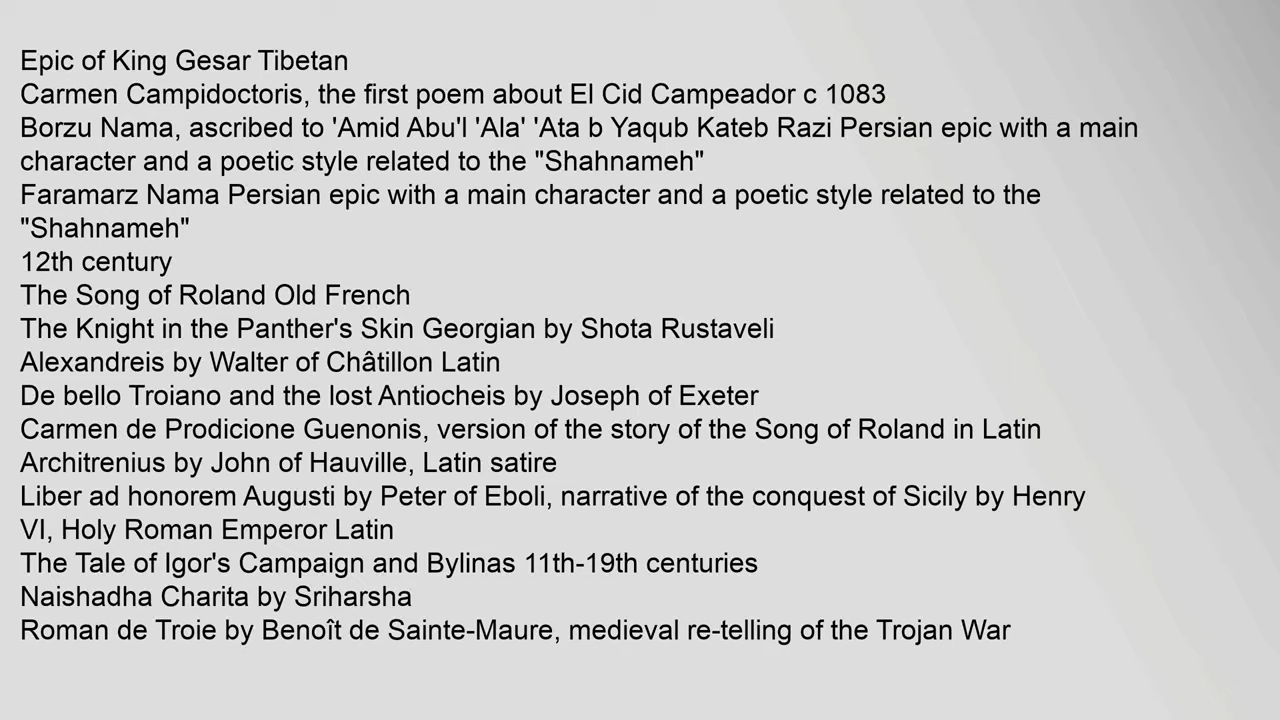 Epic of King Gesar Tibetan
Carmen Campidoctoris, the first poem about El Cid Campeador c 1083
Borzu Nama, ascribed to 'Amid Abu'l 'Ala' 'Ata b Yaqub Kateb Razi Persian epic with a main
character and a poetic style related to the "Shahnameh"
Faramarz Nama Persian epic with a main character and a poetic style related to the
"Shahnameh"
12th century
The Song of Roland Old French
The Knight in the Panther's Skin Georgian by Shota Rustaveli
Alexandreis by Walter of Châtillon Latin
De bello Troiano and the lost Antiocheis by Joseph of Exeter
Carmen de Prodicione Guenonis, version of the story of the Song of Roland in Latin
Architrenius by John of Hauville, Latin satire
Liber ad honorem Augusti by Peter of Eboli, narrative of the conquest of Sicily by Henry
VI, Holy Roman Emperor Latin
The Tale of Igor's Campaign and Bylinas 11th-19th centuries
Naishadha Charita by Sriharsha
Roman de Troie by Benoît de Sainte-Maure, medieval re-telling of the Trojan War